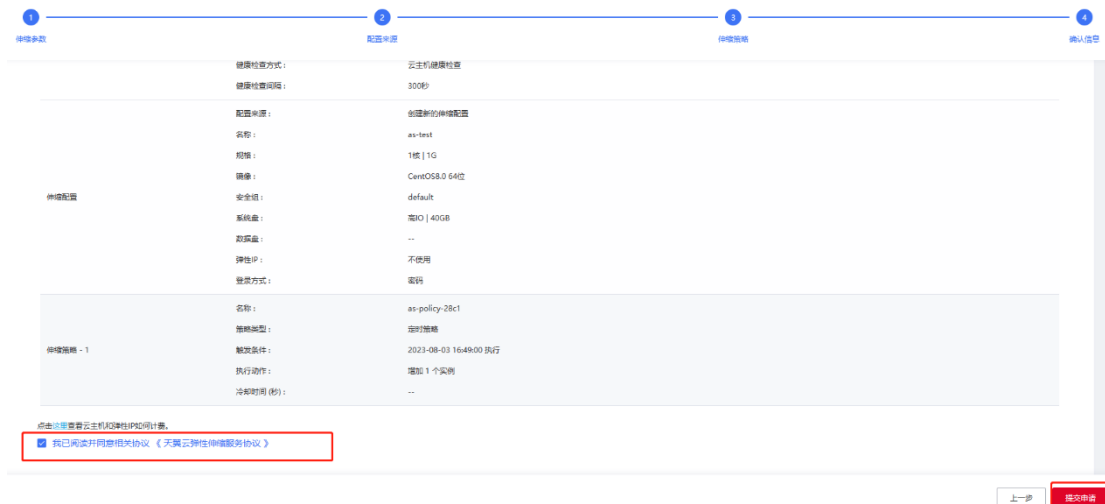 1 2 3 4
伸缩参数 配置来源 伸缩策略 确认信息
健康检查方式： 云主机健康检查
健康检查间隔： 300秒
配置来源： 创建新的伸缩配置
名称： as-test
规格： 1核 | 1G
镜像： CentOS8.0 64位
伸缩配置 安全组： default
系统盘： 高IO | 40GB
数据盘： --
弹性IP： 不使用
登录方式： 密码
名称： as-policy-28c1
策略类型： 定时策略
伸缩策略 - 1 触发条件： 2023-08-03 16:49:00 执行
执行动作： 增加 1 个实例
冷却时间 (秒)： --
点击这里查看云主机和弹性IP如何计费。
我已阅读并同意相关协议 《 天翼云弹性伸缩服务协议 》
上一步 提交申请